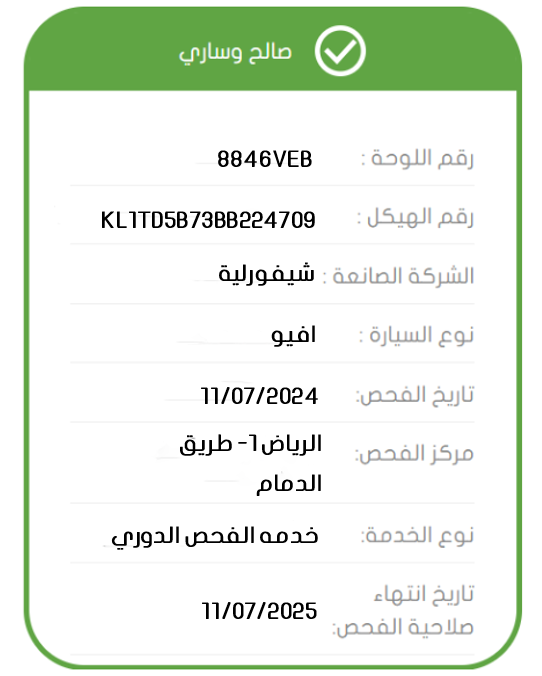 صالح وساري
رقم اللوحة : 8846VEB
رقم الهيكل : KL1TD5B73BB224709
الشركة الصانعة : شيفورلية
نوع السيارة : افيو
تاريخ الفحص: 11/07/2024
مركز الفحص: الرياض1- طريق
الدمام
نوع الخدمة: خدمه الفحص الدوري
تاريخ انتهاء
صلاحية الفحص: 11/07/2025